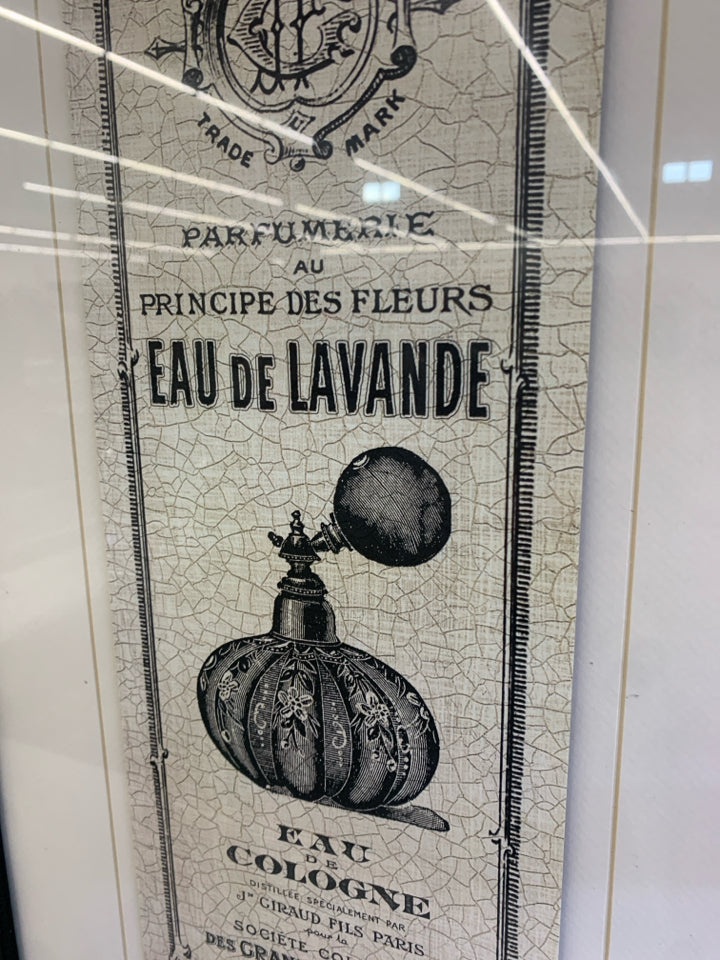 TRADE MARK
PARFUMERIE
AU
PRINCIPE DES FLEURS
EAU DE LAVANDE
EAU
DE
COLOGNE
DISTILLÉE SPÉCIALEMENT PAR
Jn GIRAUD FILS PARIS
pour la
SOCIÉTÉ
DES